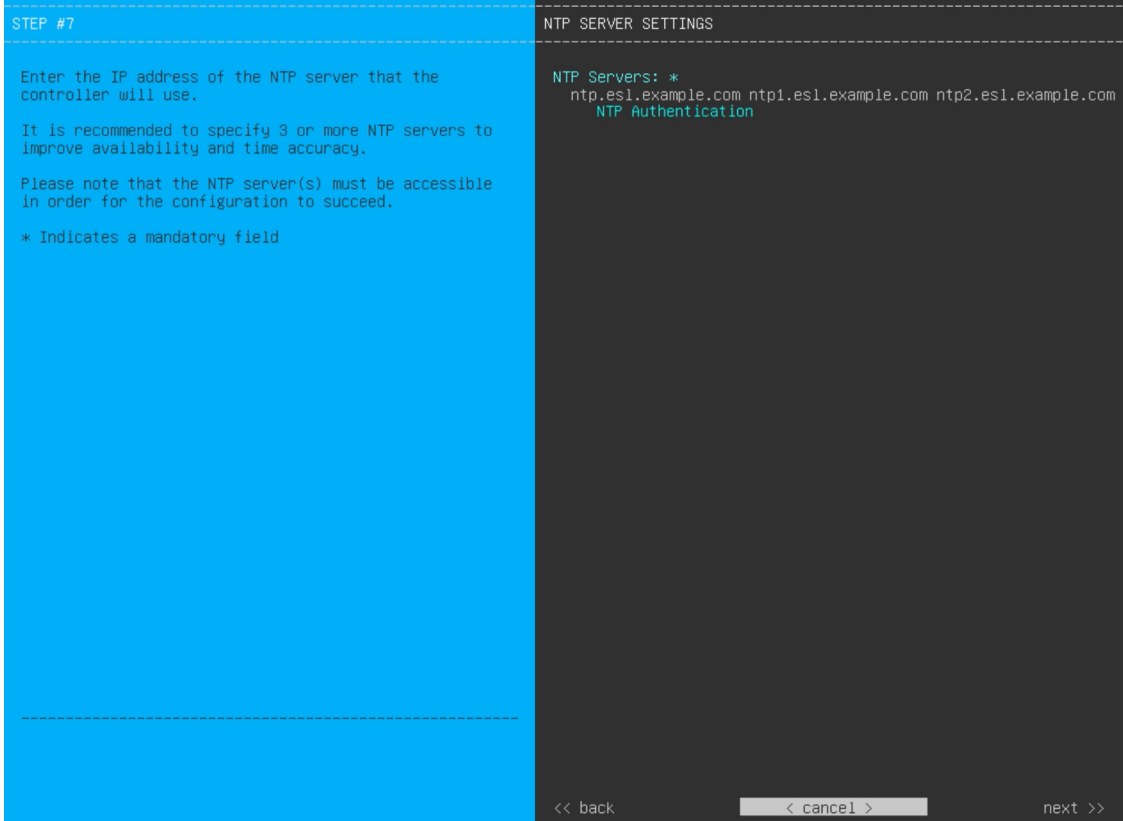 STEP #7
Enter the IP address of the NTP server that the
controller will use.
It is recommended to specify 3 or more NTP servers to
improve availability and time accuracy.
Please note that the NTP server(s) must be accessible
in order for the configuration to succeed.
* Indicates a mandatory field
NTP SERVER SETTINGS
NTP Servers: *
ntp.esl.example.com ntp1.esl.example.com ntp2.esl.example.com
NTP Authentication
<< back < cancel > next >>